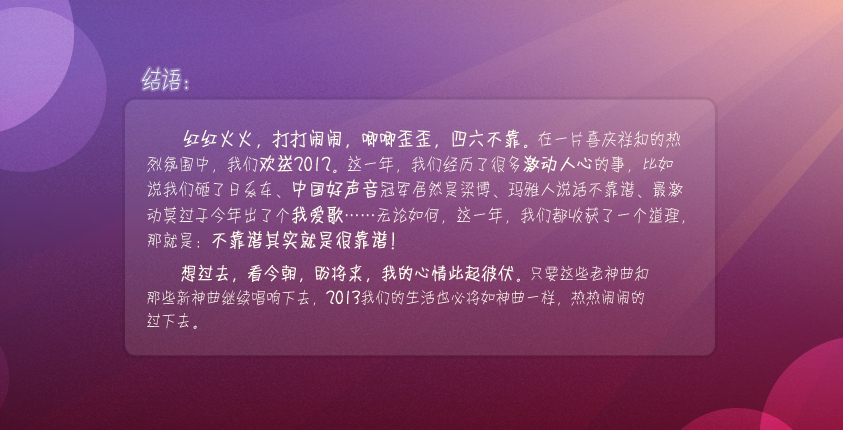 结语：
红红火火，打打闹闹，唧唧歪歪，四六不靠。在一片喜庆祥和的热
烈氛围中，我们欢送2012。这一年，我们经历了很多激动人心的事，比如
说我们砸了日系车、中国好声音冠军居然是梁博、玛雅人说话不靠谱、最激
动莫过于今年出了个我爱歌……无论如何，这一年，我们都收获了一个道理，
那就是：不靠谱其实就是很靠谱！
想过去，看今朝，盼将来，我的心情此起彼伏。只要这些老神曲和
那些新神曲继续唱响下去，2013我们的生活也必将如神曲一样，热热闹闹的
过下去。